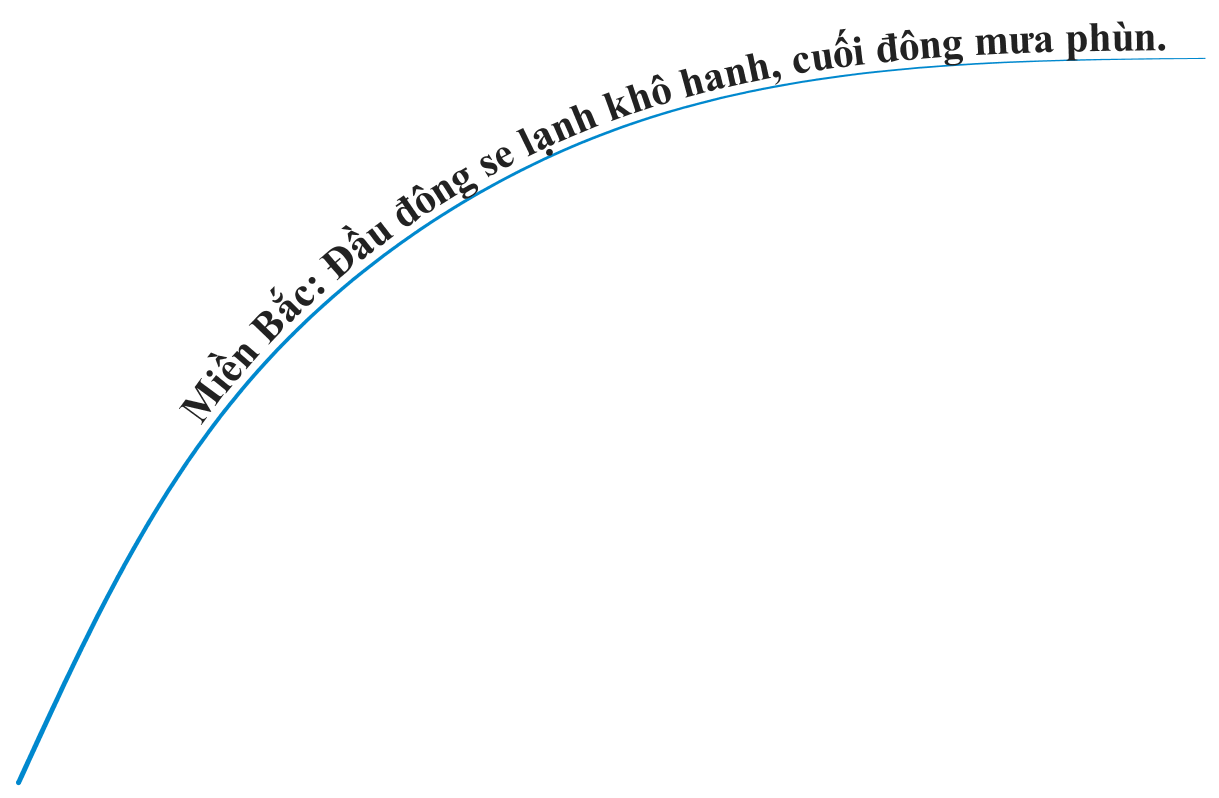 Miền Bắc: Đầu đông se lạnh khô hanh, cuối đông mưa phùn.